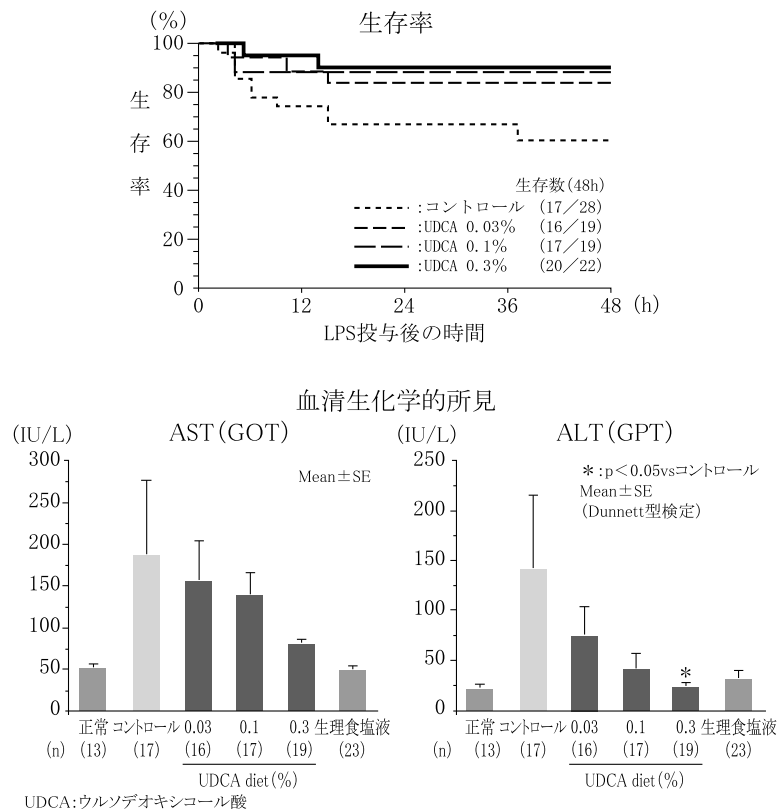 生存率
(%)
100
80
60
40
20
0
生存率
生存数(48h)
:コントロール (17/28)
:UDCA 0.03% (16/19)
:UDCA 0.1% (17/19)
:UDCA 0.3% (20/22)
0 12 24 36 48 (h)
LPS投与後の時間
血清生化学的所見
(IU/L)
AST(GOT)
Mean±SE
300
250
200
150
100
50
0
正常 コントロール 0.03 0.1 0.3 生理食塩液
(n) (13) (17) (16) (17) (19) (23)
UDCA diet(%)
(IU/L)
ALT(GPT)
*:p<0.05vsコントロール
Mean±SE
(Dunnett型検定)
250
200
150
100
50
0
*
正常 コントロール 0.03 0.1 0.3 生理食塩液
(n) (13) (17) (16) (17) (19) (23)
UDCA diet(%)
UDCA:ウルソデオキシコール酸